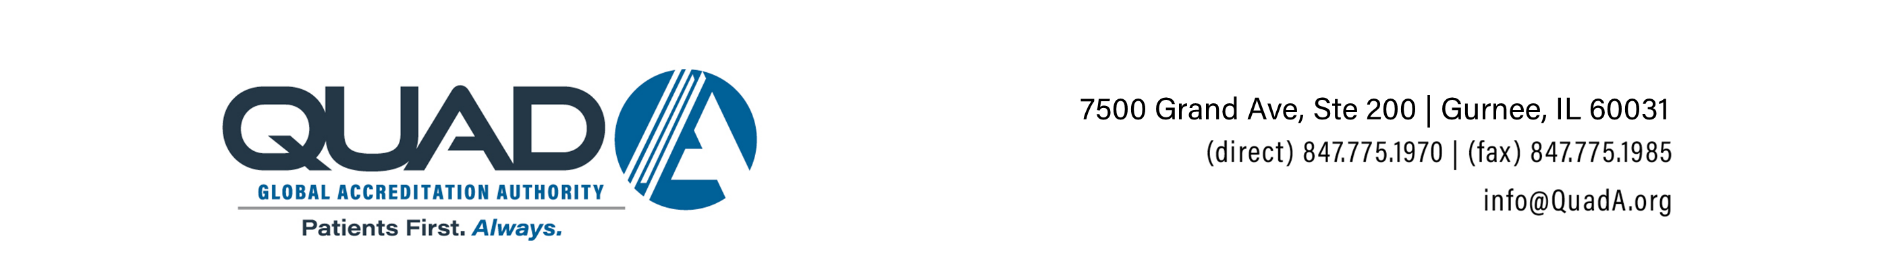 QUAD A
GLOBAL ACCREDITATION AUTHORITY
Patients First. Always.
7500 Grand Ave, Ste 200 | Gurnee, IL 60031
(direct) 847.775.1970 | (fax) 847.775.1985
info@QuadA.org